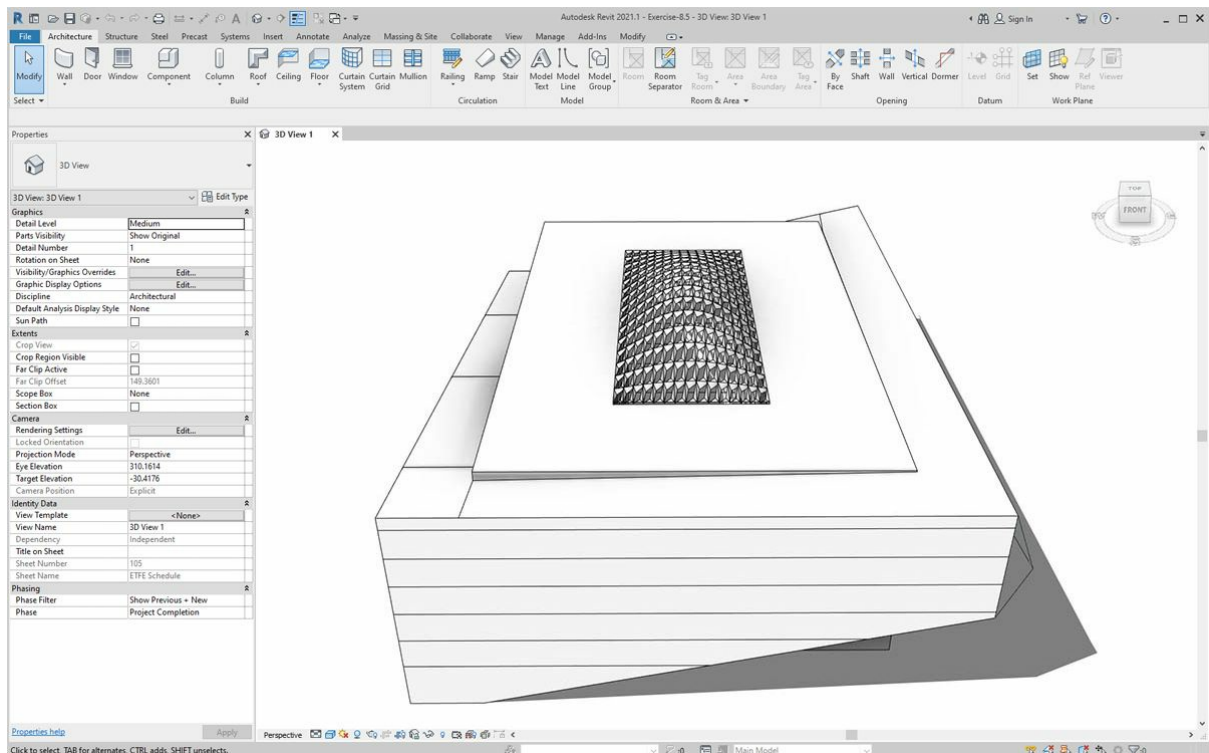 Autodesk Revit 2021.1 - Exercise-8.5 - 3D View: 3D View 1
Sign In
File Architecture Structure Steel Precast Systems Insert Annotate Analyze Massing & Site Collaborate View Manage Add-Ins Modify
Modify Wall Door Window Component Column Roof Ceiling Floor Curtain System Curtain Grid Mullion Railing Ramp Stair Model Text Model Line Model Group Room Room Separator Tag Room Area Area Boundary Tag Area By Face Shaft Wall Vertical Dormer Level Grid Set Show Ref Plane Viewer
Select Build Circulation Model Room & Area Opening Datum Work Plane
Properties
3D View 1
3D View
3D View: 3D View 1 Edit Type
Graphics
Detail Level Medium
Parts Visibility Show Original
Detail Number 1
Rotation on Sheet None
Visibility/Graphics Overrides Edit...
Graphic Display Options Edit...
Discipline Architectural
Default Analysis Display Style None
Sun Path
Extents
Crop View
Crop Region Visible
Far Clip Active
Far Clip Offset 149.3601
Scope Box None
Section Box
Camera
Rendering Settings Edit...
Locked Orientation
Projection Mode Perspective
Eye Elevation 310.1614
Target Elevation -30.4176
Camera Position Explicit
Identity Data
View Template <None>
View Name 3D View 1
Dependency Independent
Title on Sheet
Sheet Number 105
Sheet Name ETFE Schedule
Phasing
Phase Filter Show Previous + New
Phase Project Completion
TOP
FRONT
Properties help Apply
Perspective
Click to select, TAB for alternates, CTRL adds, SHIFT unselects.
:0 Main Model